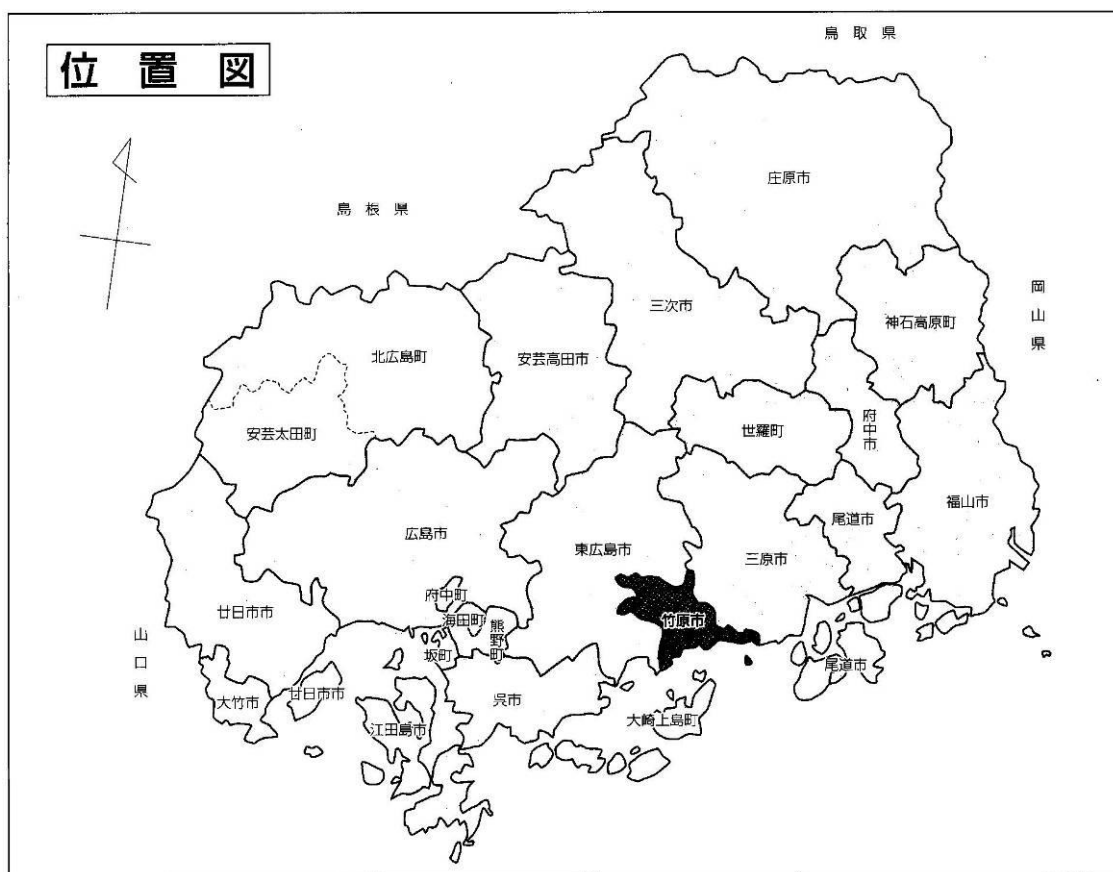 位置図
鳥取県
島根県
岡山県
山口県
庄原市
三次市
神石高原町
北広島町
安芸高田市
安芸太田町
世羅町
府中市
福山市
尾道市
広島市
東広島市
三原市
府中町
海田町
熊野町
坂町
竹原市
廿日市市
大竹市
廿日市市
江田島市
呉市
大崎上島町
尾道市